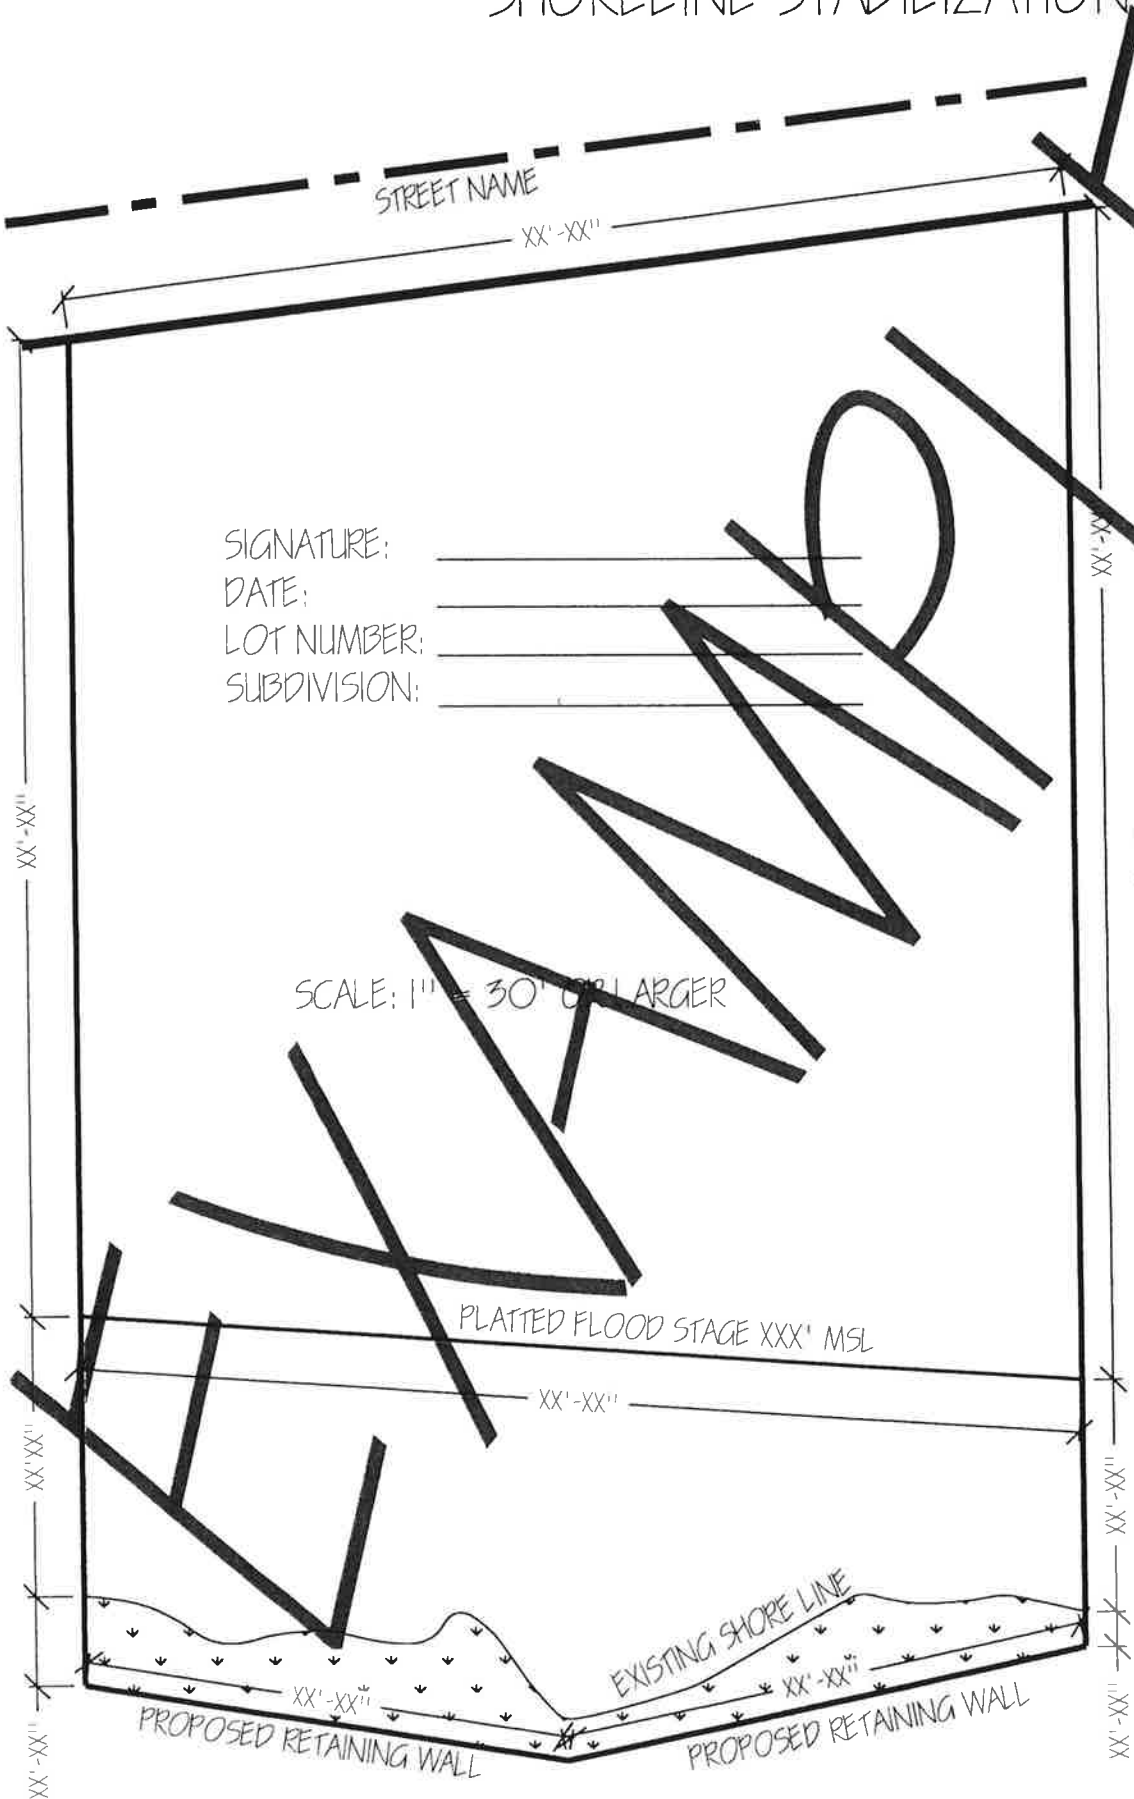 SHORELINE STABILIZATION
STREET NAME
XX'-XX"
SIGNATURE:
DATE:
LOT NUMBER:
SUBDIVISION:
XX'-XX"
XX'-XX
SCALE: 1" = 30' OR LARGER
EXAMPL
PLATTED FLOOD STAGE XXX' MSL
XX'-XX"
XX'-XX"
XX'-XX"
EXISTING SHORE LINE
XX'-XX"
XX'-XX"
PROPOSED RETAINING WALL
PROPOSED RETAINING WALL
XX'-XX"
XX'-XX"